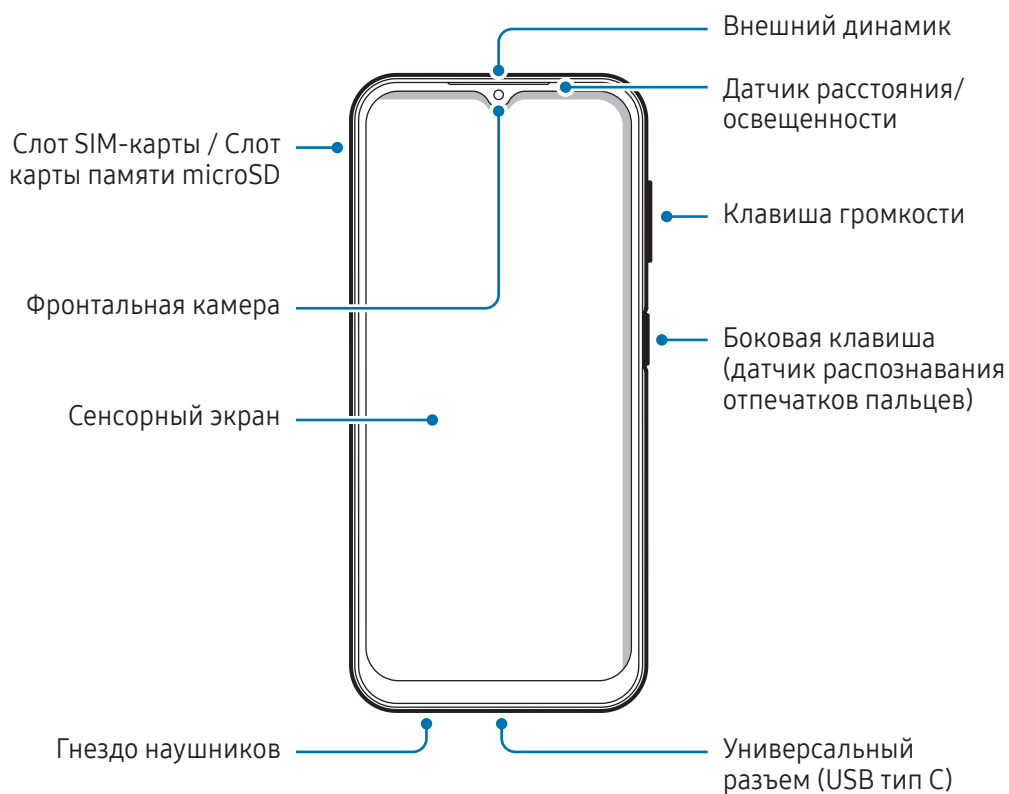 Внешний динамик
Датчик расстояния/
освещенности
Слот SIM-карты / Слот
карты памяти microSD
Клавиша громкости
Фронтальная камера
Боковая клавиша
(датчик распознавания
отпечатков пальцев)
Сенсорный экран
Гнездо наушников
Универсальный
разъем (USB тип C)